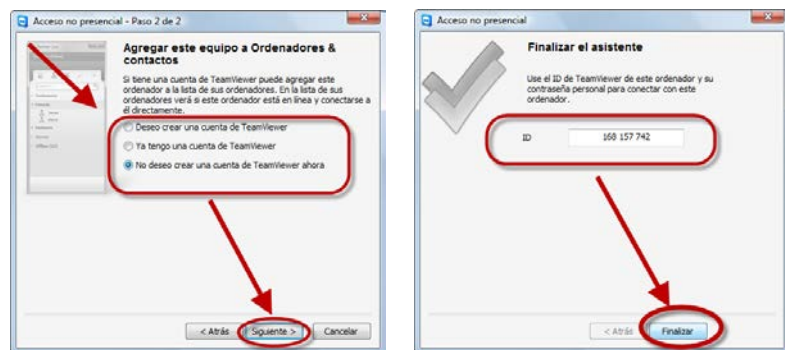 Acceso no presencial - Paso 2 de 2
Agregar este equipo a Ordenadores &
contactos
Si tiene una cuenta de TeamViewer puede agregar este
ordenador a la lista de sus ordenadores. En la lista de sus
ordenadores verá si este ordenador está en línea y conectarse a
él directamente.
Deseo crear una cuenta de TeamViewer
Ya tengo una cuenta de TeamViewer
No deseo crear una cuenta de TeamViewer ahora
< Atrás
Siguiente >
Cancelar
Acceso no presencial
Finalizar el asistente
Use el ID de TeamViewer de este ordenador y su
contraseña personal para conectar con este
ordenador.
ID 168 157 742
< Atrás
Finalizar